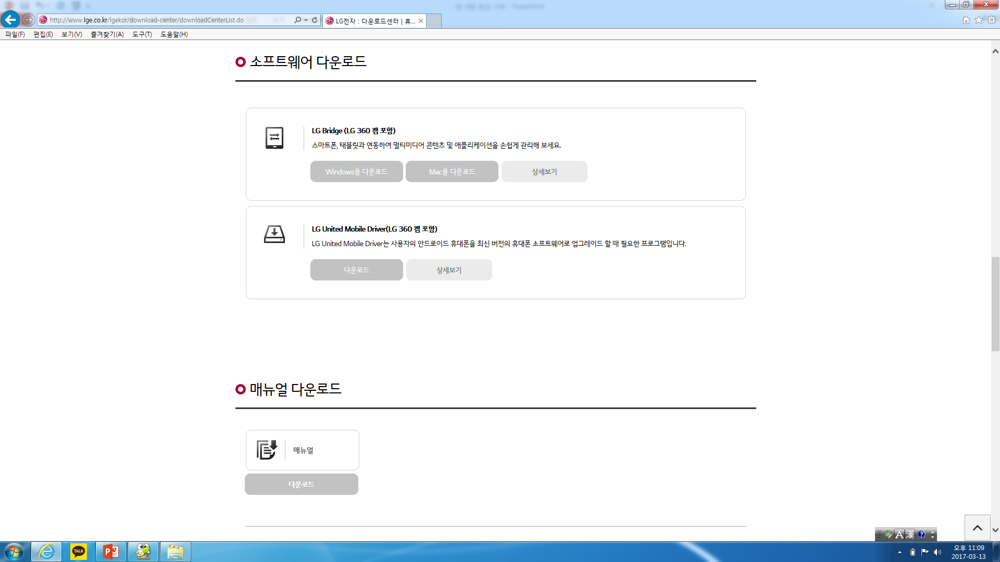 http://www.lge.co.kr/lgekor/download-center/downloadCenterList.do
LG전자 : 다운로드센터 | 휴...
파일(F) 편집(E) 보기(V) 즐겨찾기(A) 도구(T) 도움말(H)
소프트웨어 다운로드
LG Bridge (LG 360 캠 포함)
스마트폰, 태블릿과 연동하여 멀티미디어 콘텐츠 및 애플리케이션을 손쉽게 관리해 보세요.
Windows용 다운로드 Mac용 다운로드 상세보기
LG United Mobile Driver(LG 360 캠 포함)
LG United Mobile Driver는 사용자의 안드로이드 휴대폰을 최신 버전의 휴대폰 소프트웨어로 업그레이드 할 때 필요한 프로그램입니다.
다운로드 상세보기
매뉴얼 다운로드
매뉴얼
다운로드
A 漢 ?
TALK
오후 11:09
2017-03-13